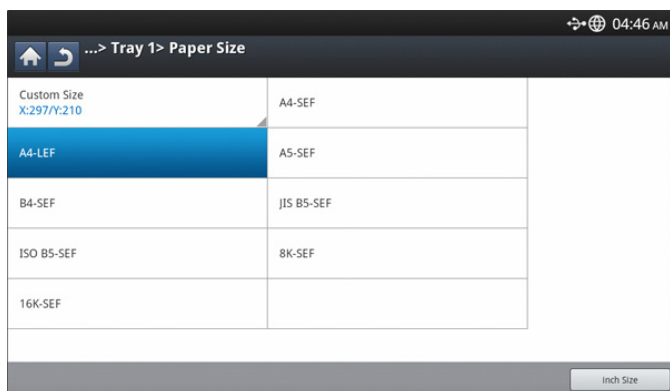 04:46 AM
...> Tray 1> Paper Size
Custom Size
X:297/Y:210
A4-SEF
A4-LEF
A5-SEF
B4-SEF
JIS B5-SEF
ISO B5-SEF
8K-SEF
16K-SEF
Inch Size